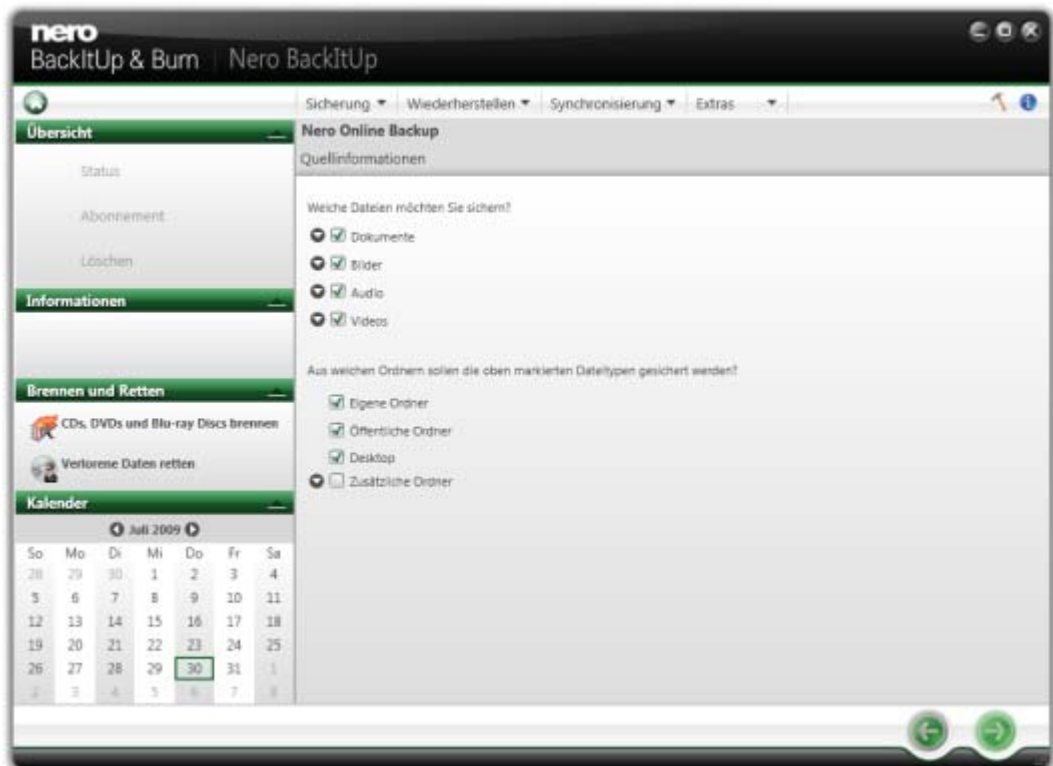 nero
BackItUp & Burn | Nero BackItUp
Sicherung Wiederherstellen Synchronisierung Extras
Übersicht
Status
Abonnement
Löschen
Informationen
Brennen und Retten
CDs, DVDs und Blu-ray Discs brennen
Verlorene Daten retten
Kalender
Juli 2009
So Mo Di Mi Do Fr Sa
28 29 30 1 2 3 4
5 6 7 8 9 10 11
12 13 14 15 16 17 18
19 20 21 22 23 24 25
26 27 28 29 30 31 1
2 3 4 5 6 7 8
Nero Online Backup
Quellinformationen
Welche Dateien möchten Sie sichern?
Dokumente
Bilder
Audio
Videos
Aus welchen Ordnern sollen die oben markierten Dateitypen gesichert werden?
Eigene Ordner
Öffentliche Ordner
Desktop
Zusätzliche Ordner